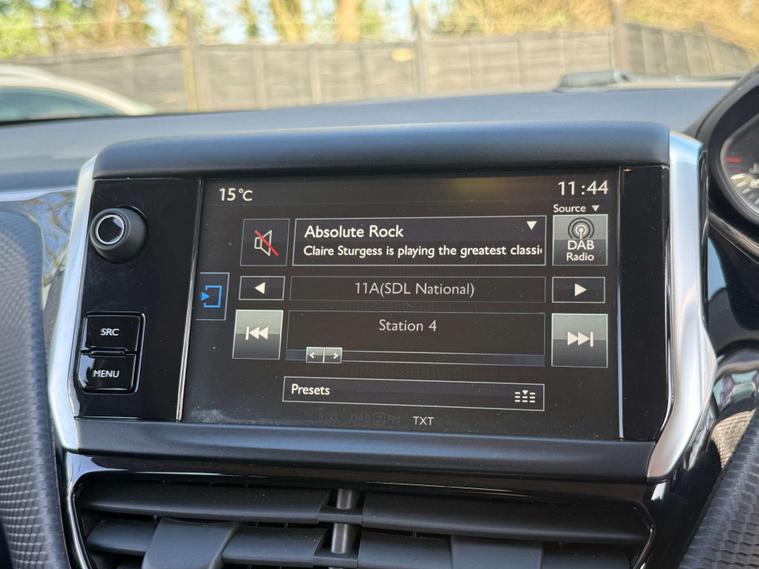 15°C
11:44
Source ▼
Absolute Rock
Claire Sturgess is playing the greatest classi
DAB
Radio
11A(SDL National)
SRC
MENU
Station 4
Presets
TXT